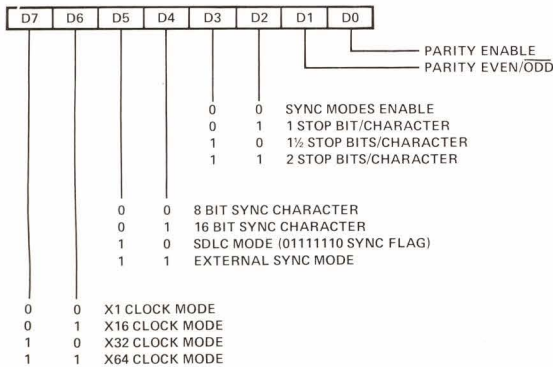 D7 D6 D5 D4 D3 D2 D1 D0
PARITY ENABLE
PARITY EVEN/ODD
0 0 SYNC MODES ENABLE
0 1 1 STOP BIT/CHARACTER
1 0 1½ STOP BITS/CHARACTER
1 1 2 STOP BITS/CHARACTER
0 0 8 BIT SYNC CHARACTER
0 1 16 BIT SYNC CHARACTER
1 0 SDLC MODE (01111110 SYNC FLAG)
1 1 EXTERNAL SYNC MODE
0 0 X1 CLOCK MODE
0 1 X16 CLOCK MODE
1 0 X32 CLOCK MODE
1 1 X64 CLOCK MODE